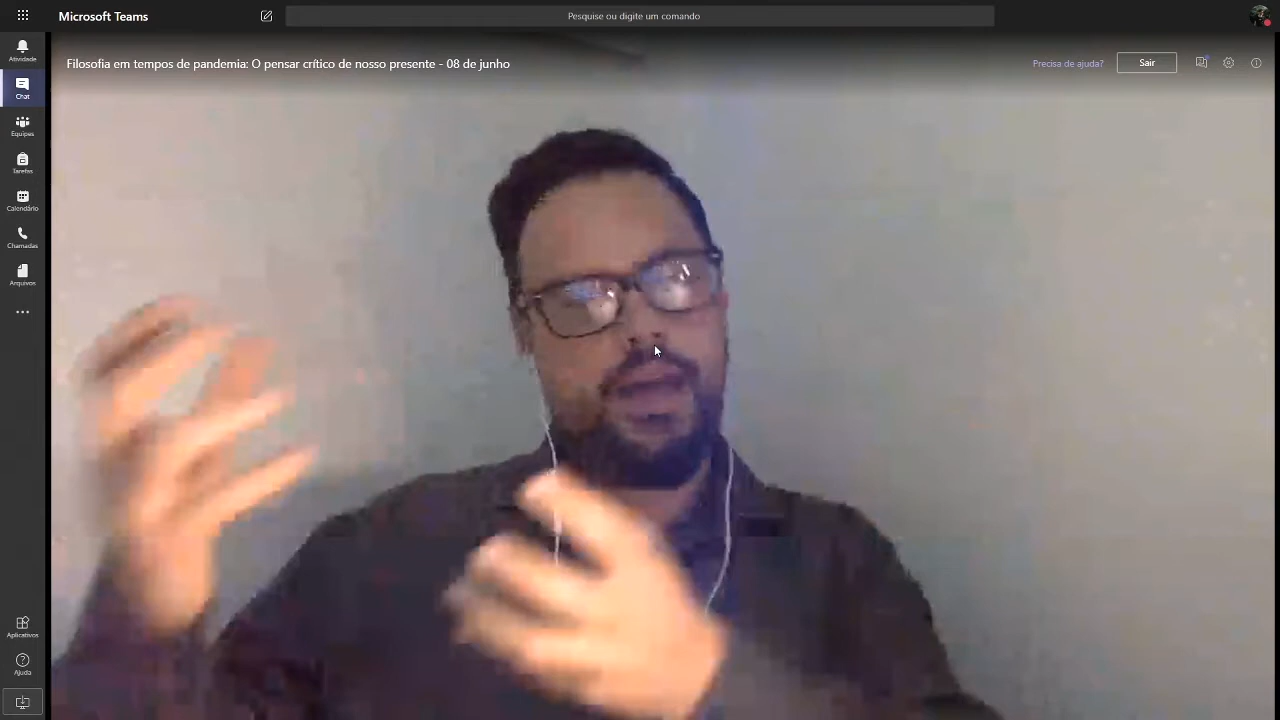 Microsoft Teams
Pesquise ou digite um comando
Filosofia em tempos de pandemia: O pensar crítico de nosso presente - 08 de junho
Precisa de ajuda?
Sair
Atividade
Chat
Equipes
Tarefas
Calendário
Chamadas
Arquivos
Aplicativos
Ajuda